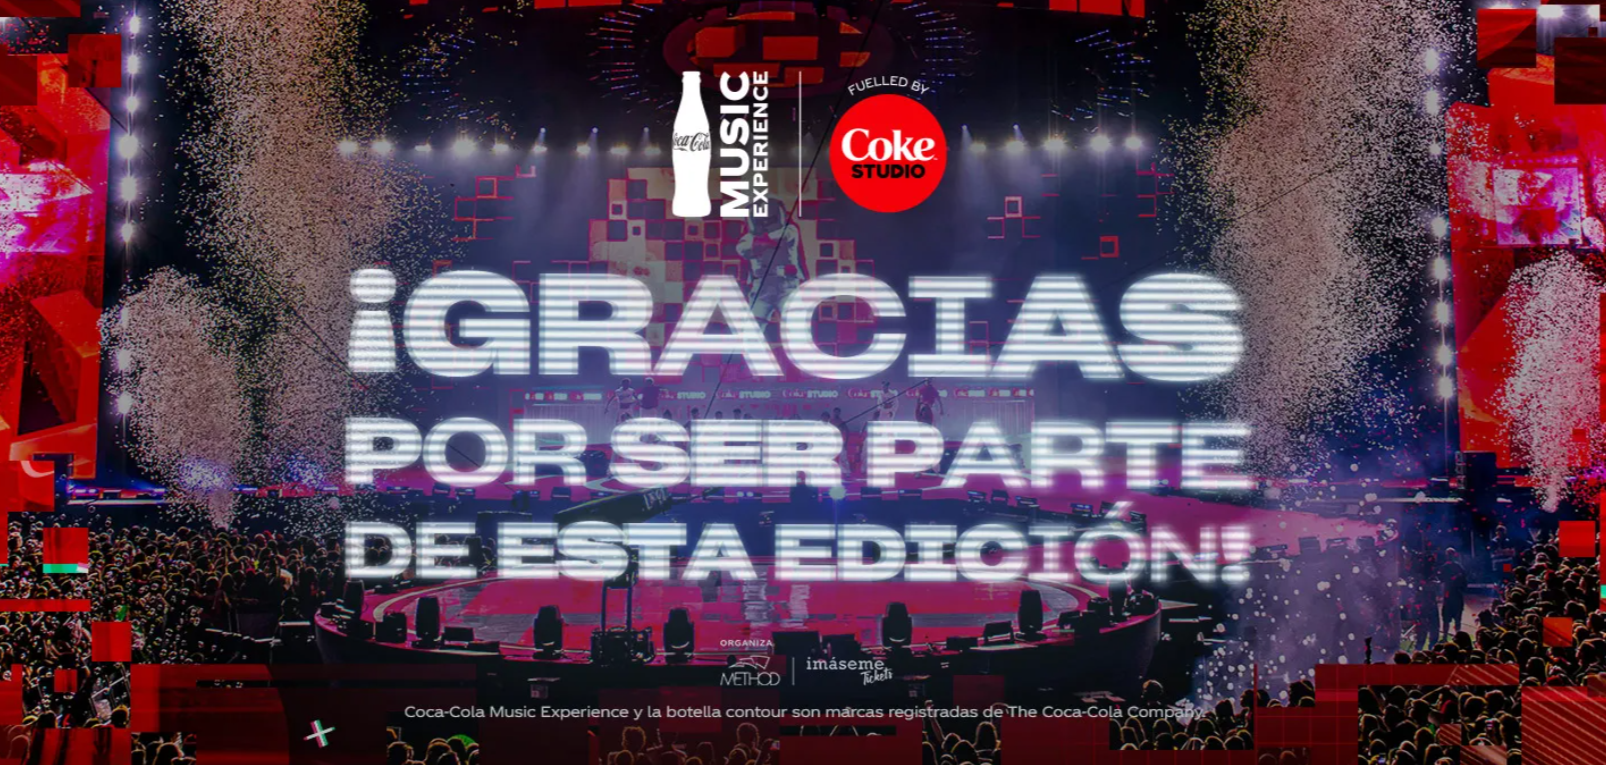 Coca-Cola
MUSIC
EXPERIENCE
FUELLED BY
Coke
STUDIO
¡GRACIAS
POR SER PARTE
DE ESTA EDICIÓN!
ORGANIZA
METHOD
imáseme
Tickets
Coca-Cola Music Experience y la botella contour son marcas registradas de The Coca-Cola Company.